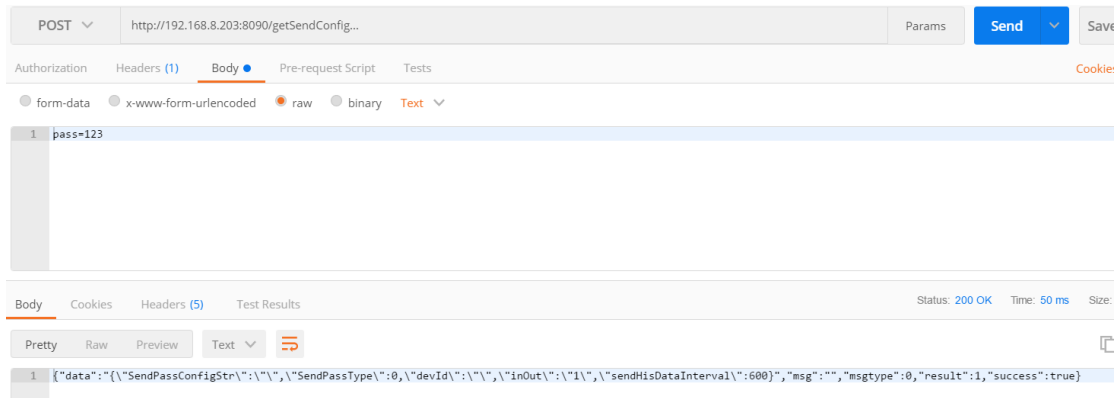 POST http://192.168.8.203:8090/getSendConfig... Params Send Save
Authorization Headers (1) Body Pre-request Script Tests Cookies
form-data x-www-form-urlencoded raw binary Text
1 pass=123
Body Cookies Headers (5) Test Results Status: 200 OK Time: 50 ms Size:
Pretty Raw Preview Text
1 {"data":"{\"SendPassConfigStr\":\"\",\"SendPassType\":0,\"devId\":\"\",\"inOut\":\"1\",\"sendHisDataInterval\":600}","msg":"","msgtype":0,"result":1,"success":true}